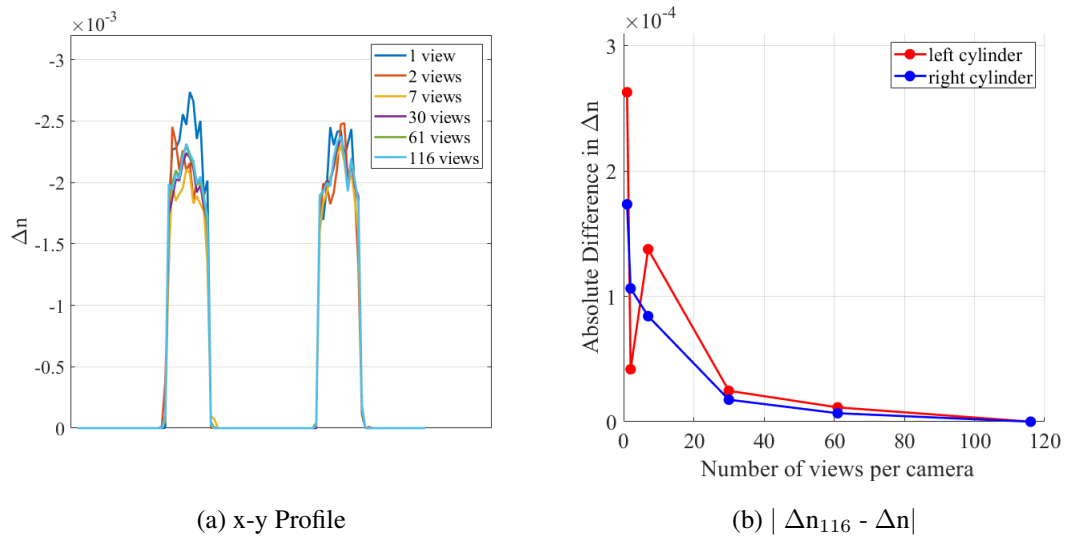 ×10⁻³
-3
-2.5
-2
-1.5
-1
-0.5
0
Δn
1 view
2 views
7 views
30 views
61 views
116 views
(a) x-y Profile
×10⁻⁴
3
2
1
0
Absolute Difference in Δn
left cylinder
right cylinder
0 20 40 60 80 100 120
Number of views per camera
(b) | Δn₁₁₆ - Δn|